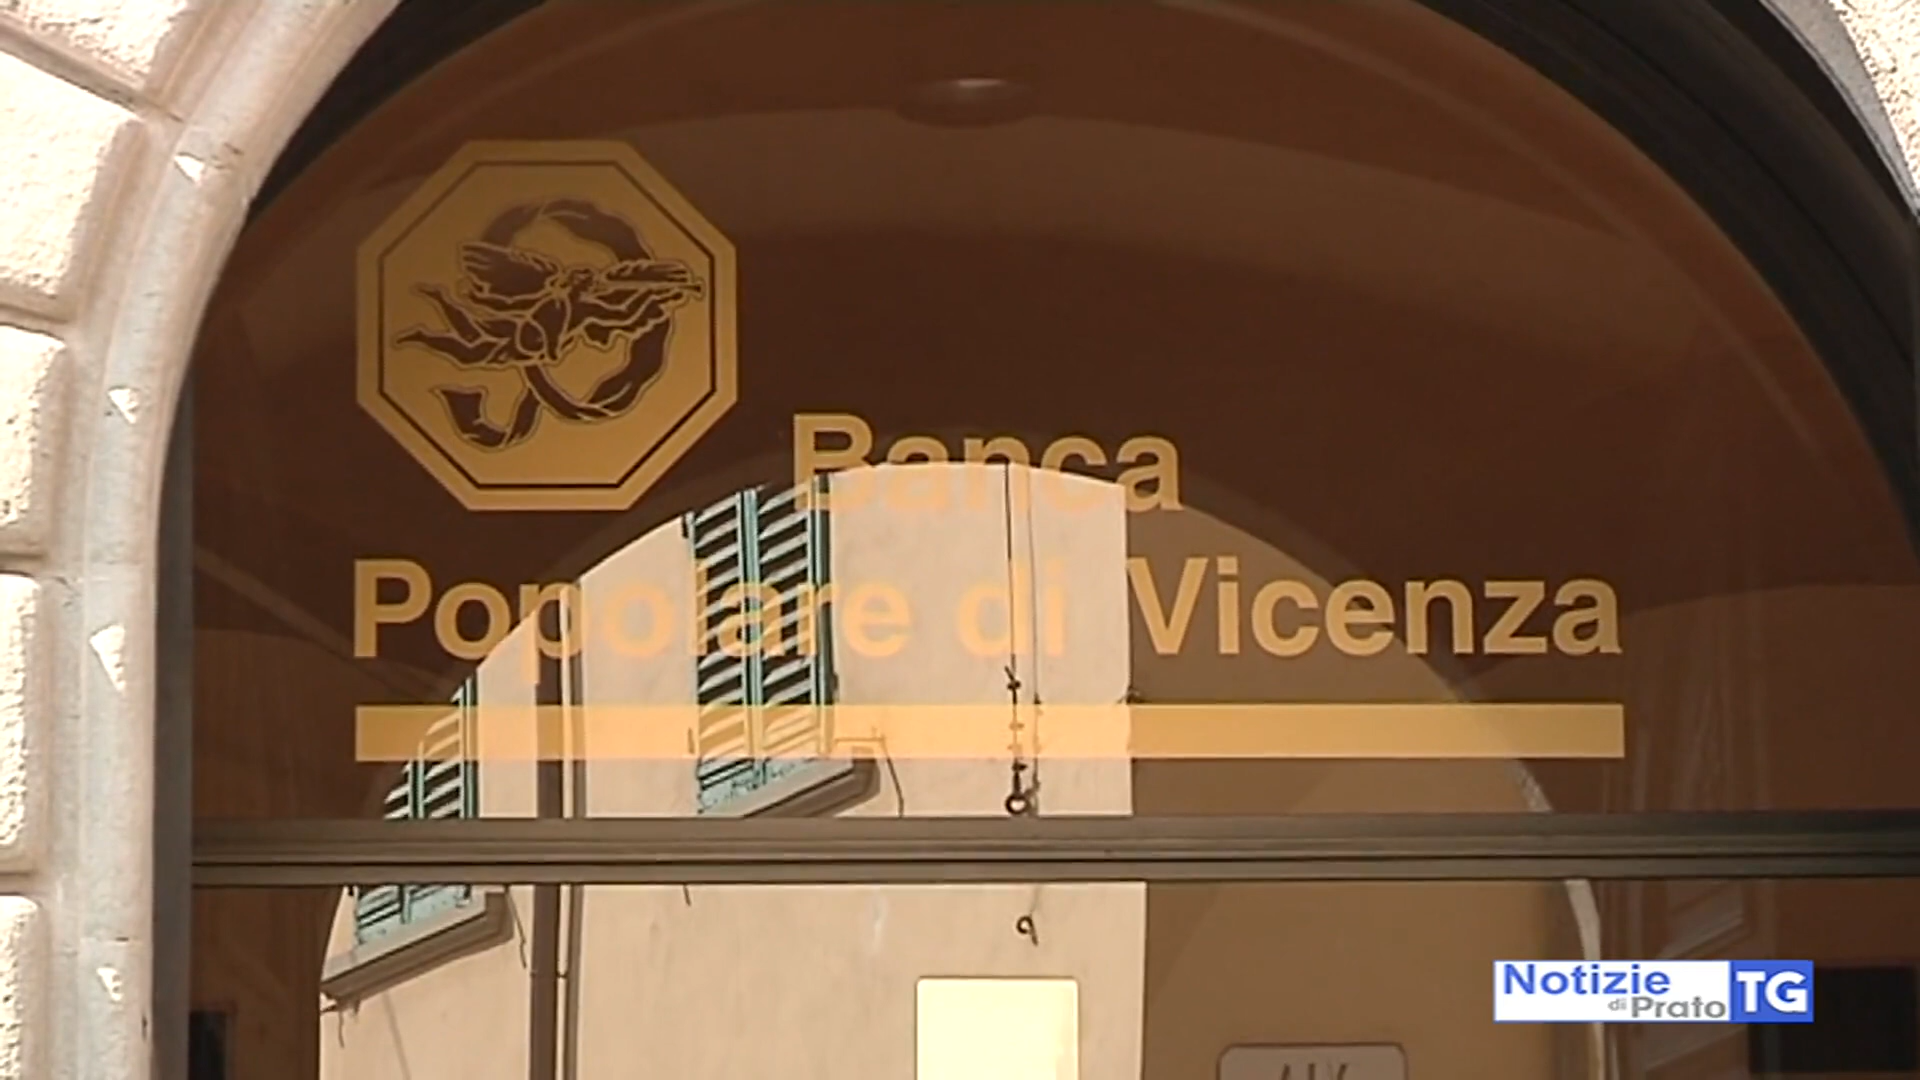 Banca
Popolare di Vicenza
Notizie
di Prato
TG